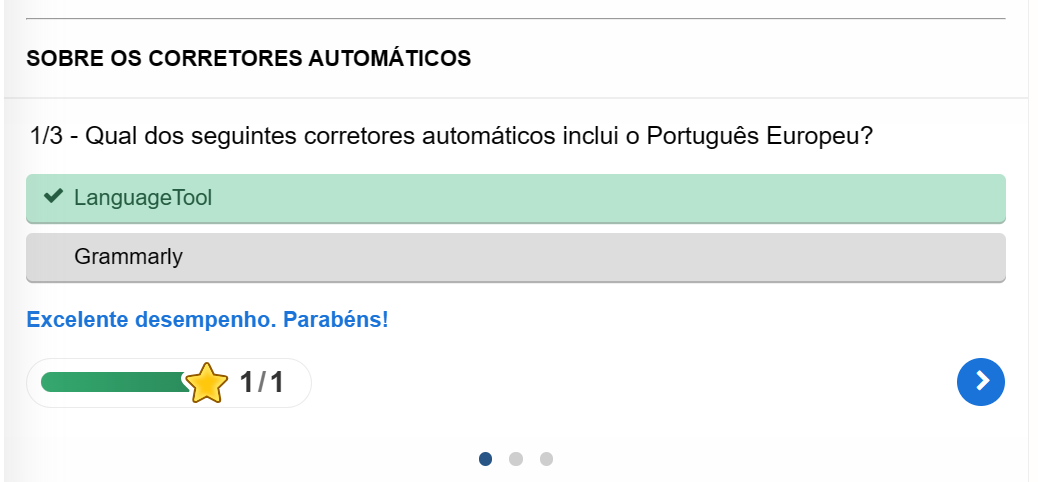 SOBRE OS CORRETORES AUTOMÁTICOS
1/3 - Qual dos seguintes corretores automáticos inclui o Português Europeu?
LanguageTool
Grammarly
Excelente desempenho. Parabéns!
1/1